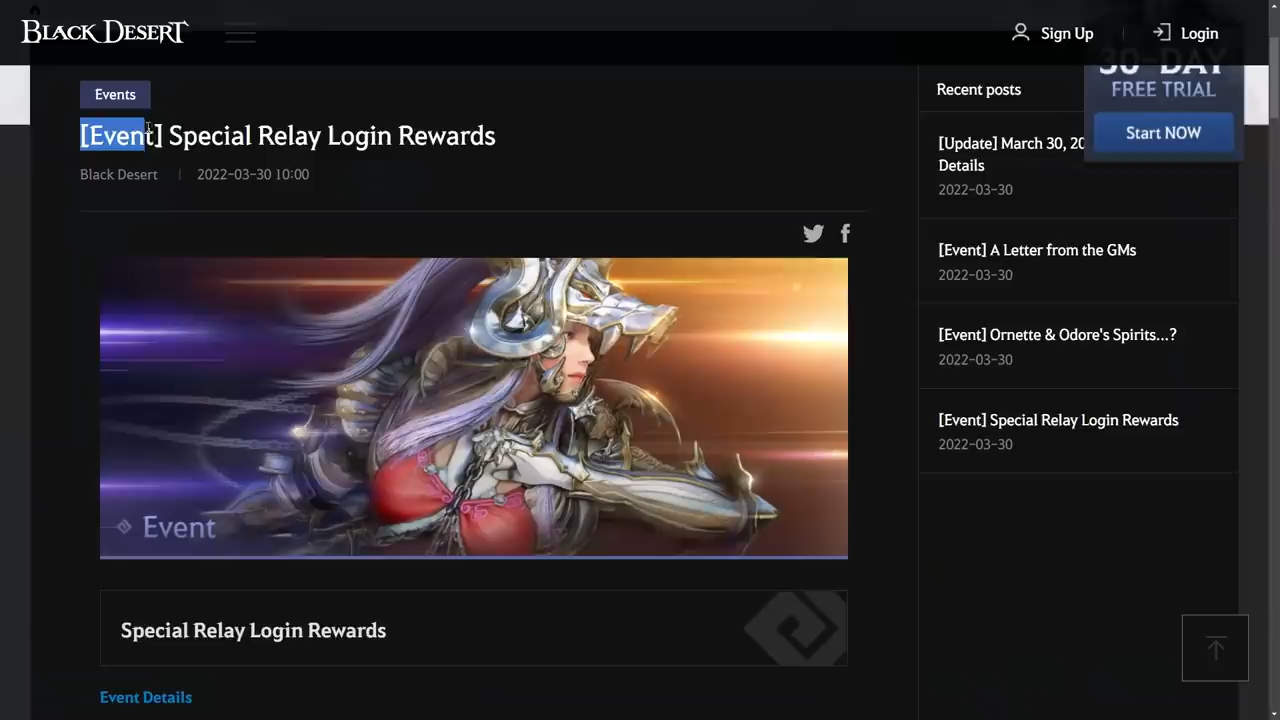 BLACK DESERT
Sign Up
Login
30-DAY
FREE TRIAL
Start NOW
Events
[Event] Special Relay Login Rewards
Black Desert
2022-03-30 10:00
Event
Special Relay Login Rewards
Event Details
Recent posts
[Update] March 30, 20
Details
2022-03-30
[Event] A Letter from the GMs
2022-03-30
[Event] Ornette & Odore's Spirits...?
2022-03-30
[Event] Special Relay Login Rewards
2022-03-30